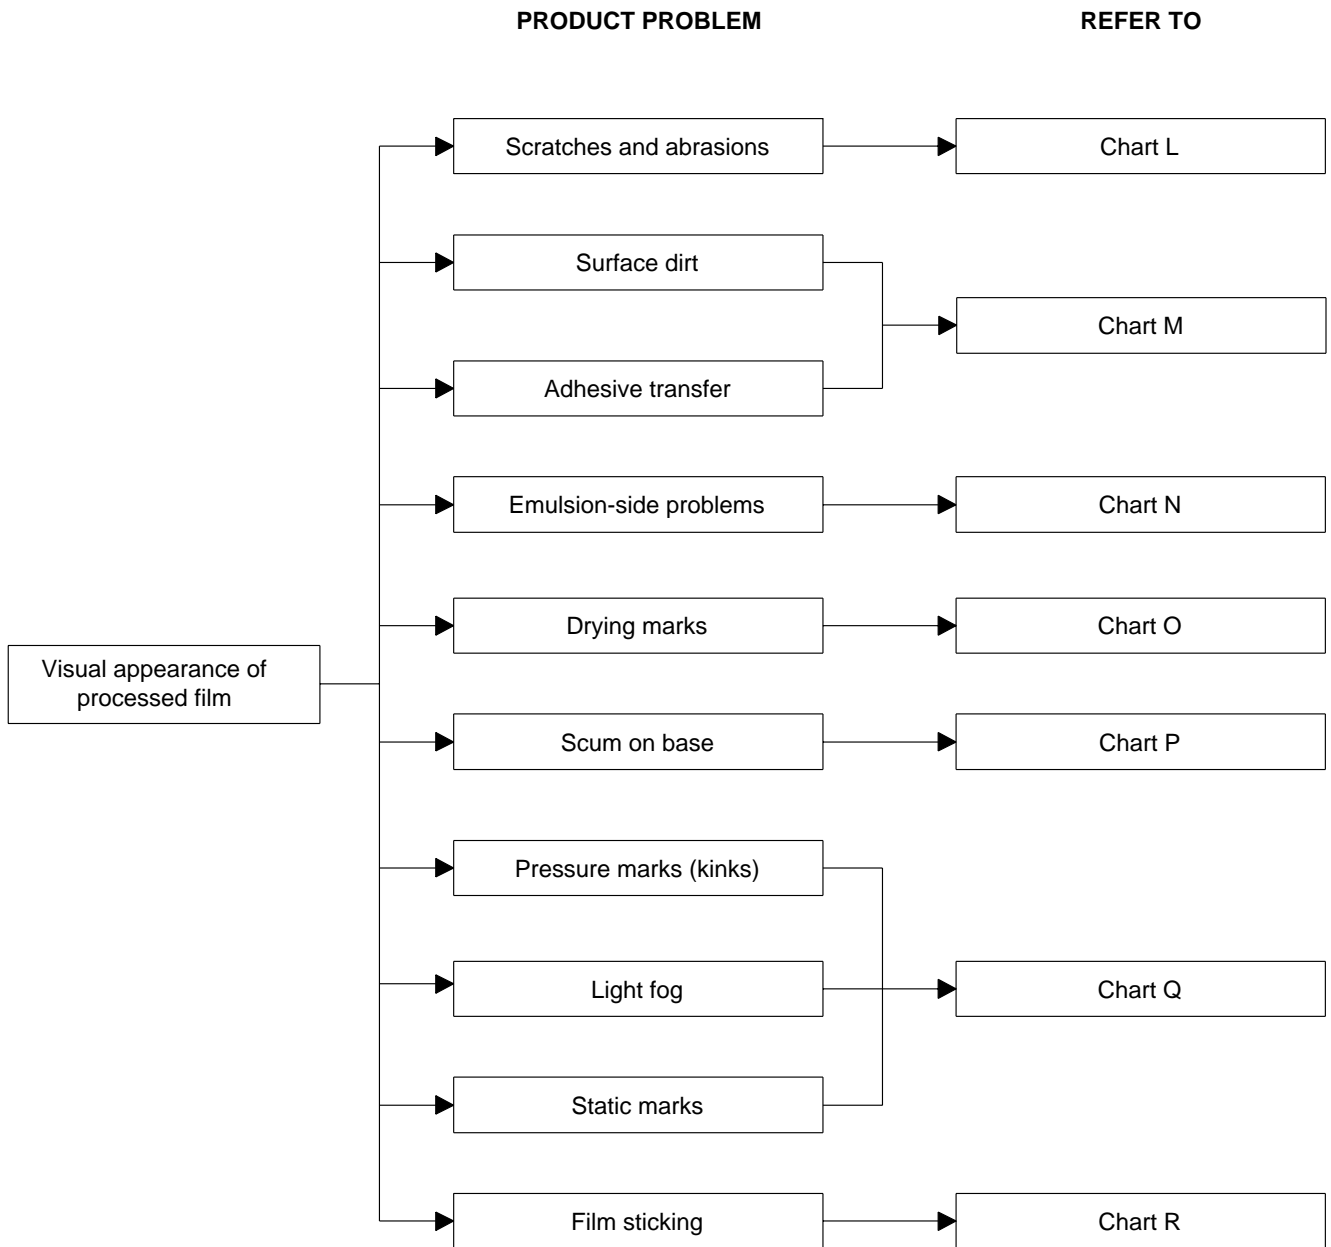 PRODUCT PROBLEM
REFER TO
Scratches and abrasions
Chart L
Surface dirt
Chart M
Adhesive transfer
Emulsion-side problems
Chart N
Drying marks
Chart O
Visual appearance of
processed film
Scum on base
Chart P
Pressure marks (kinks)
Light fog
Chart Q
Static marks
Film sticking
Chart R